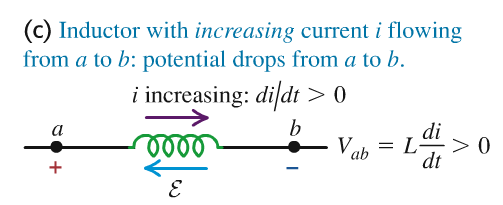 (c) Inductor with increasing current i flowing
from a to b: potential drops from a to b.
i increasing: di/dt > 0
a
b
V_ab = L di/dt > 0
+
−
ℰ